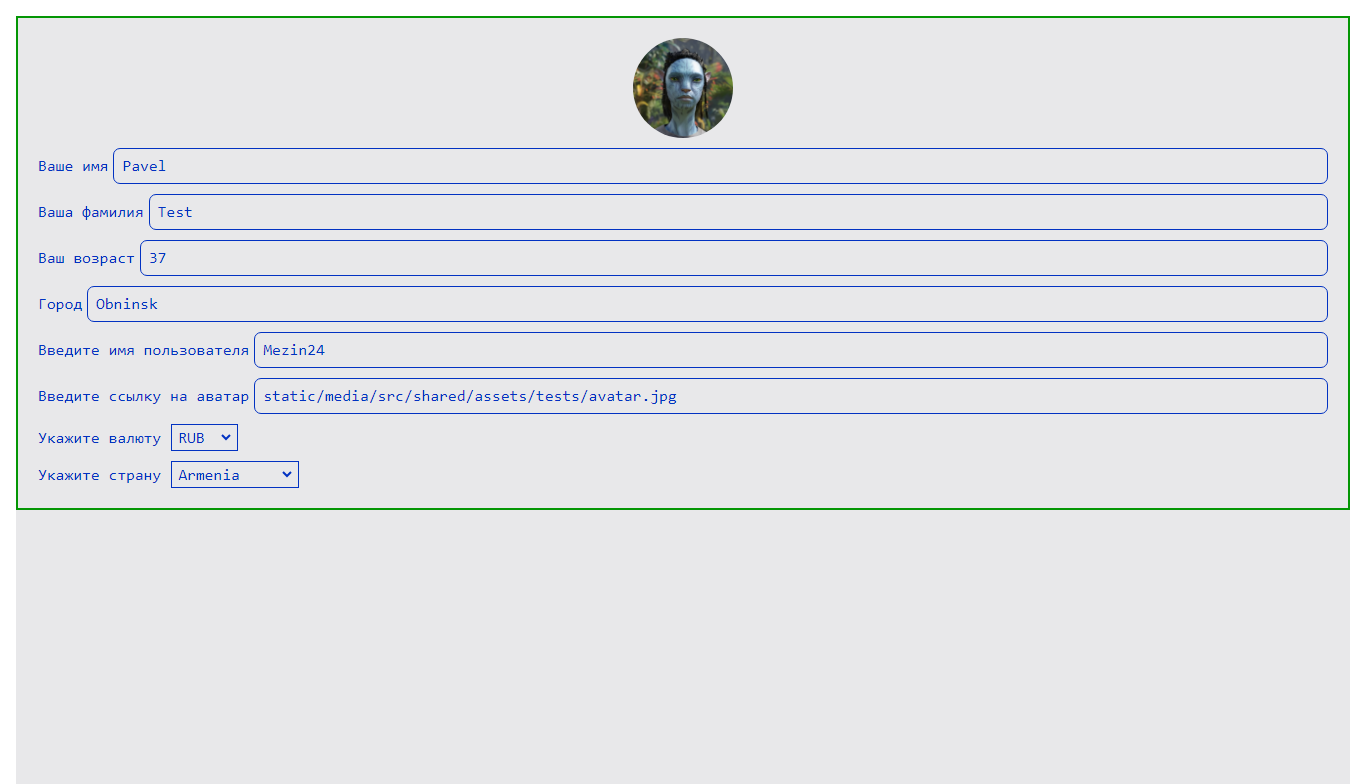 Ваше имя Pavel
Ваша фамилия Test
Ваш возраст 37
Город Obninsk
Введите имя пользователя Mezin24
Введите ссылку на аватар static/media/src/shared/assets/tests/avatar.jpg
Укажите валюту RUB
Укажите страну Armenia